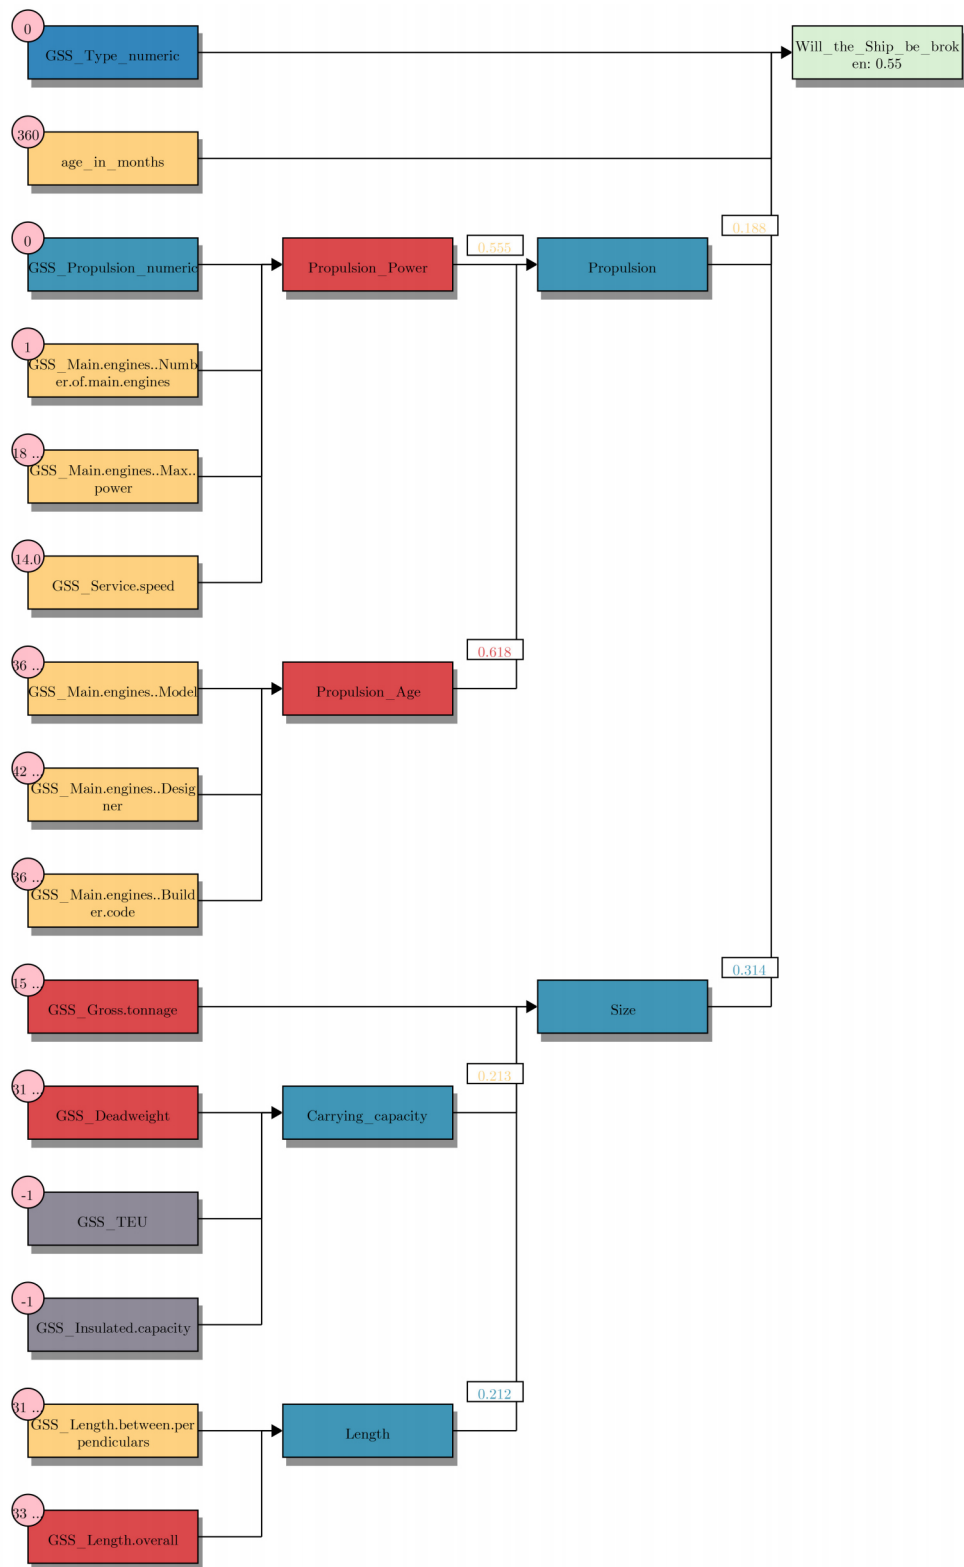 0
GSS_Type_numeric
Will_the_Ship_be_brok
en: 0.55
360
age_in_months
0.188
0
GSS_Propulsion_numeric
Propulsion_Power
0.555
Propulsion
1
GSS_Main.engines..Numb
er.of.main.engines
18 ...
GSS_Main.engines..Max..
power
14.0
GSS_Service.speed
0.618
36 ...
GSS_Main.engines..Model
Propulsion_Age
42 ...
GSS_Main.engines..Desig
ner
36 ...
GSS_Main.engines..Build
er.code
0.314
15 ...
GSS_Gross.tonnage
Size
0.213
31 ...
GSS_Deadweight
Carrying_capacity
-1
GSS_TEU
-1
GSS_Insulated.capacity
0.212
31 ...
GSS_Length.between.per
pendiculars
Length
33 ...
GSS_Length.overall